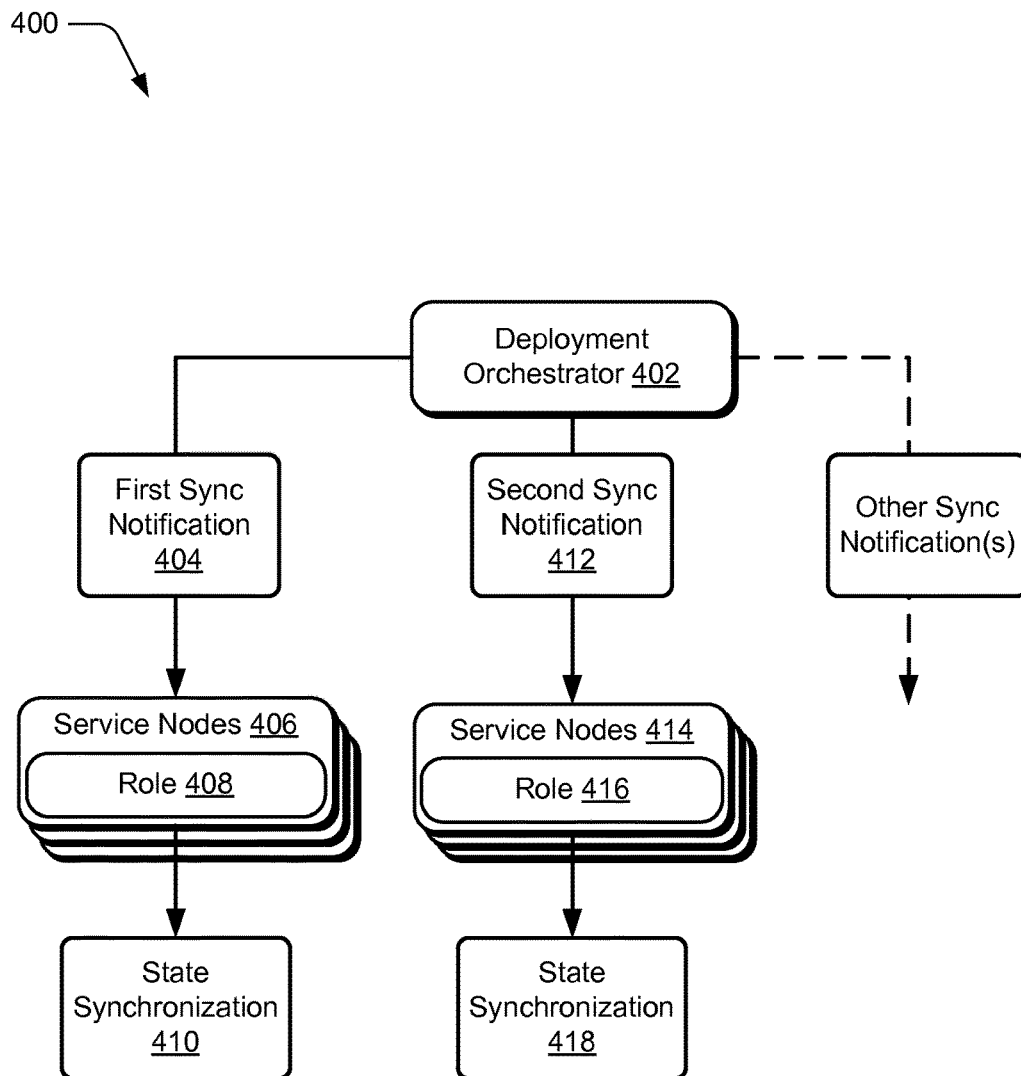 400
Deployment
Orchestrator 402
First Sync
Notification
404
Second Sync
Notification
412
Other Sync
Notification(s)
Service Nodes 406
Role 408
Service Nodes 414
Role 416
State
Synchronization
410
State
Synchronization
418